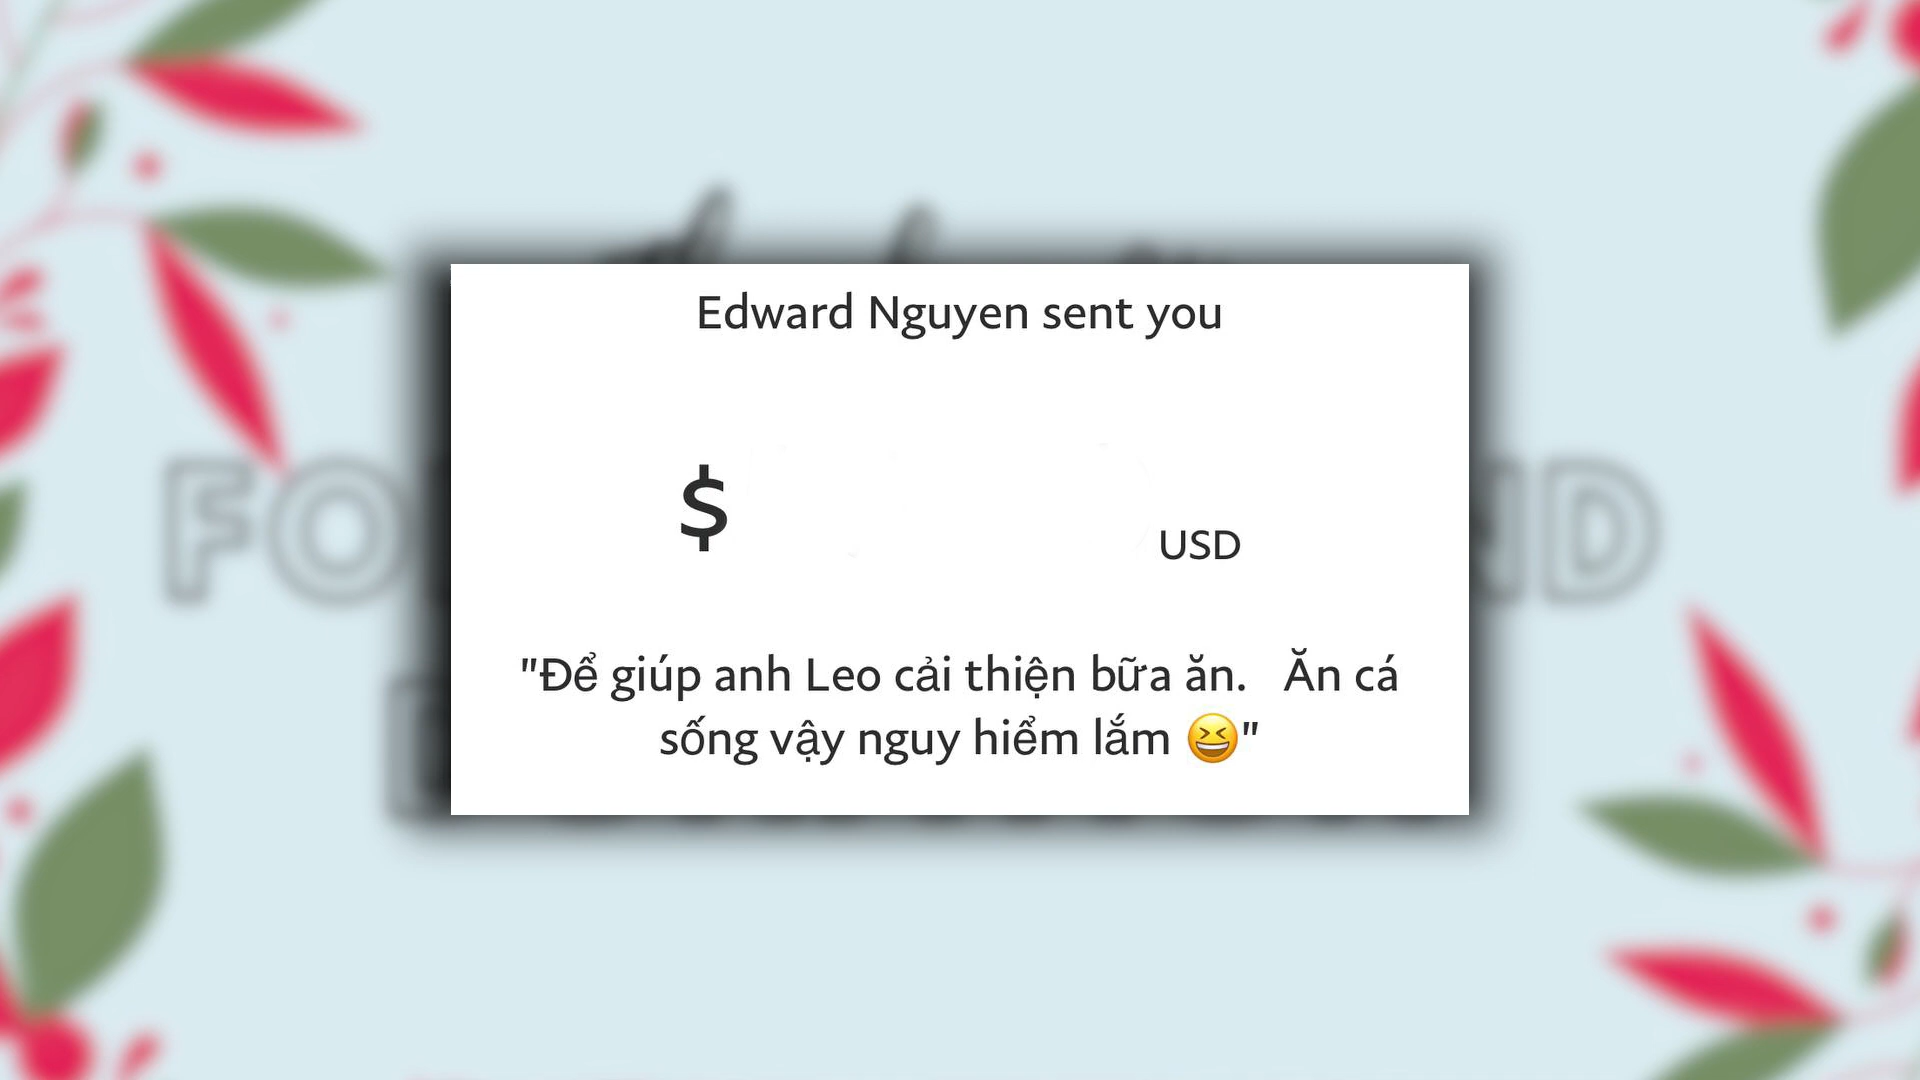 Edward Nguyen sent you
$ USD
"Để giúp anh Leo cải thiện bữa ăn. Ăn cá
sống vậy nguy hiểm lắm 😆"